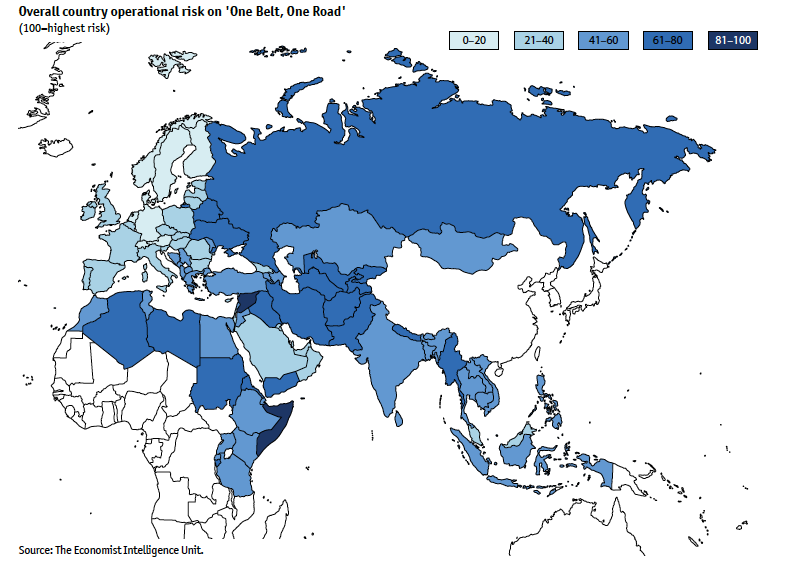 Overall country operational risk on 'One Belt, One Road'
(100=highest risk)
0–20 21–40 41–60 61–80 81–100
Source: The Economist Intelligence Unit.